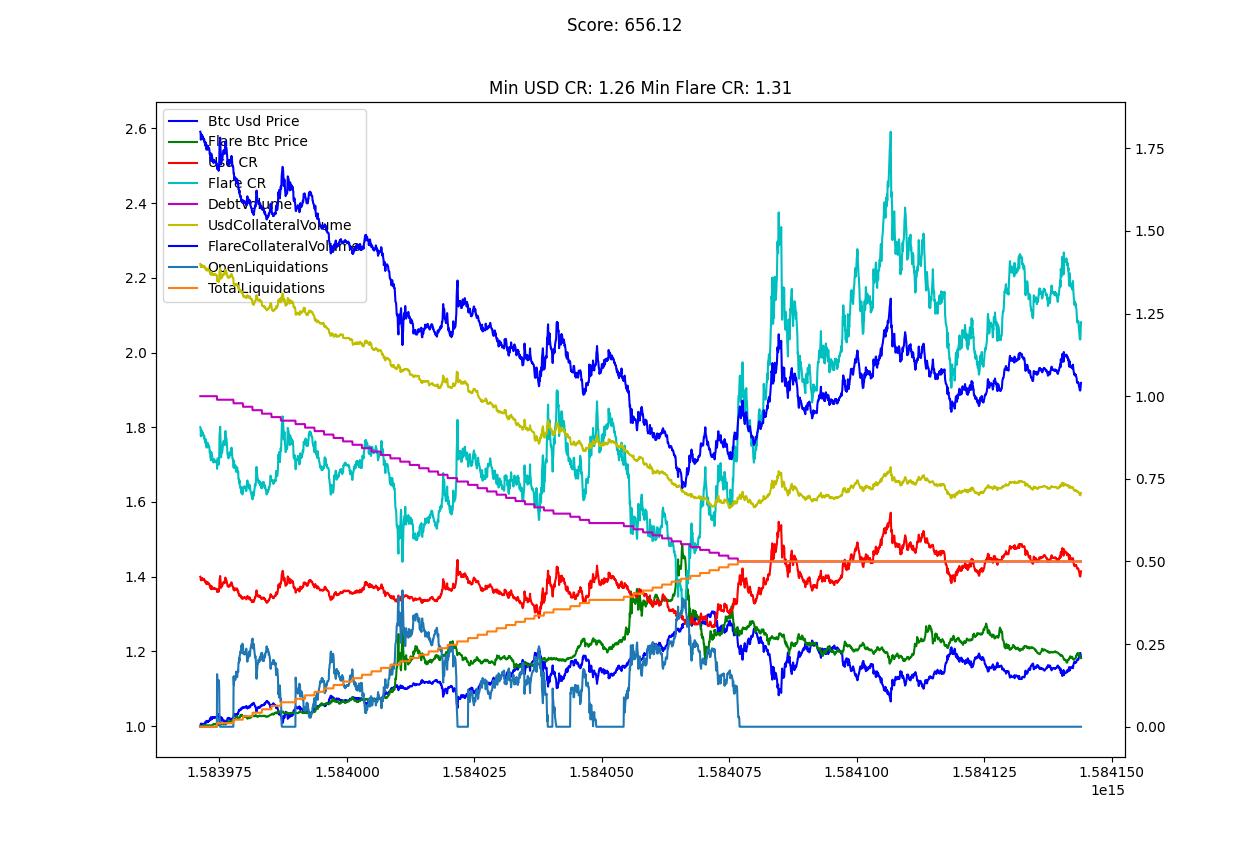 Score: 656.12
Min USD CR: 1.26 Min Flare CR: 1.31
Btc Usd Price
Flare Btc Price
Usd CR
Flare CR
DebtVolume
UsdCollateralVolume
FlareCollateralVolume
OpenLiquidations
TotalLiquidations
2.6
2.4
2.2
2.0
1.8
1.6
1.4
1.2
1.0
1.75
1.50
1.25
1.00
0.75
0.50
0.25
0.00
1.583975 1.584000 1.584025 1.584050 1.584075 1.584100 1.584125 1.584150
1e15